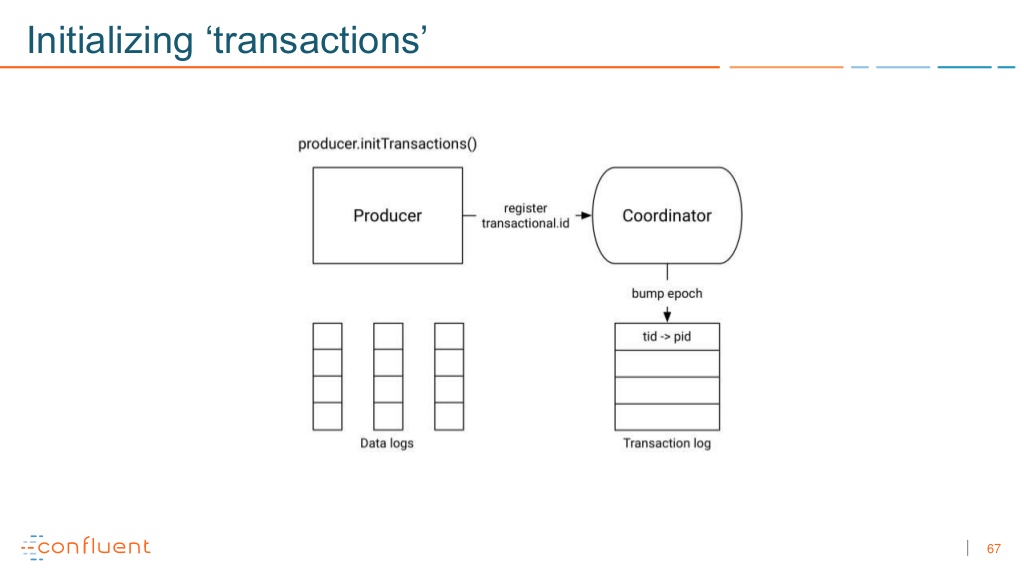 Initializing ‘transactions’
producer.initTransactions()
Producer
register
transactional.id
Coordinator
bump epoch
tid -> pid
Data logs
Transaction log
confluent
67